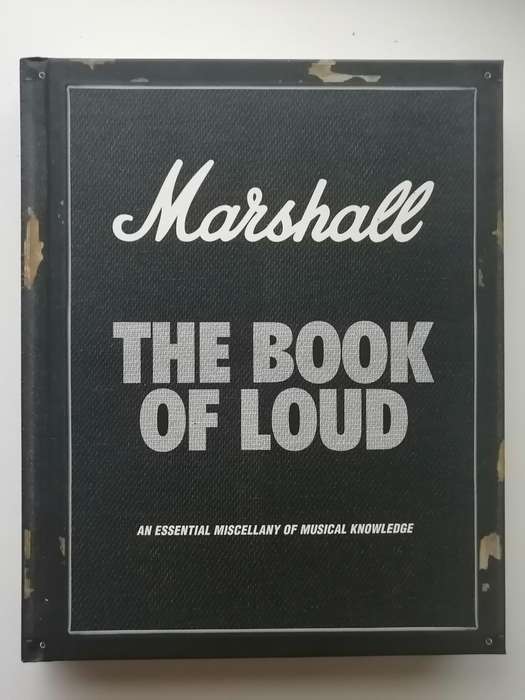 Marshall
THE BOOK
OF LOUD
AN ESSENTIAL MISCELLANY OF MUSICAL KNOWLEDGE